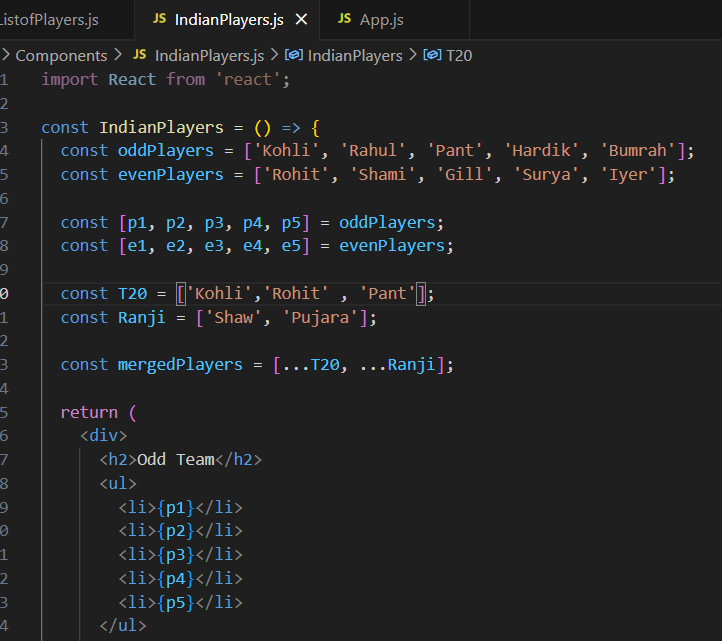 ListofPlayers.js JS IndianPlayers.js × JS App.js
> Components > JS IndianPlayers.js > IndianPlayers > T20
1 import React from 'react';
2
3 const IndianPlayers = () => {
4 const oddPlayers = ['Kohli', 'Rahul', 'Pant', 'Hardik', 'Bumrah'];
5 const evenPlayers = ['Rohit', 'Shami', 'Gill', 'Surya', 'Iyer'];
6
7 const [p1, p2, p3, p4, p5] = oddPlayers;
8 const [e1, e2, e3, e4, e5] = evenPlayers;
9
0 const T20 = ['Kohli','Rohit' , 'Pant'];
1 const Ranji = ['Shaw', 'Pujara'];
2
3 const mergedPlayers = [...T20, ...Ranji];
4
5 return (
6 <div>
7 <h2>Odd Team</h2>
8 <ul>
9 <li>{p1}</li>
0 <li>{p2}</li>
1 <li>{p3}</li>
2 <li>{p4}</li>
3 <li>{p5}</li>
4 </ul>